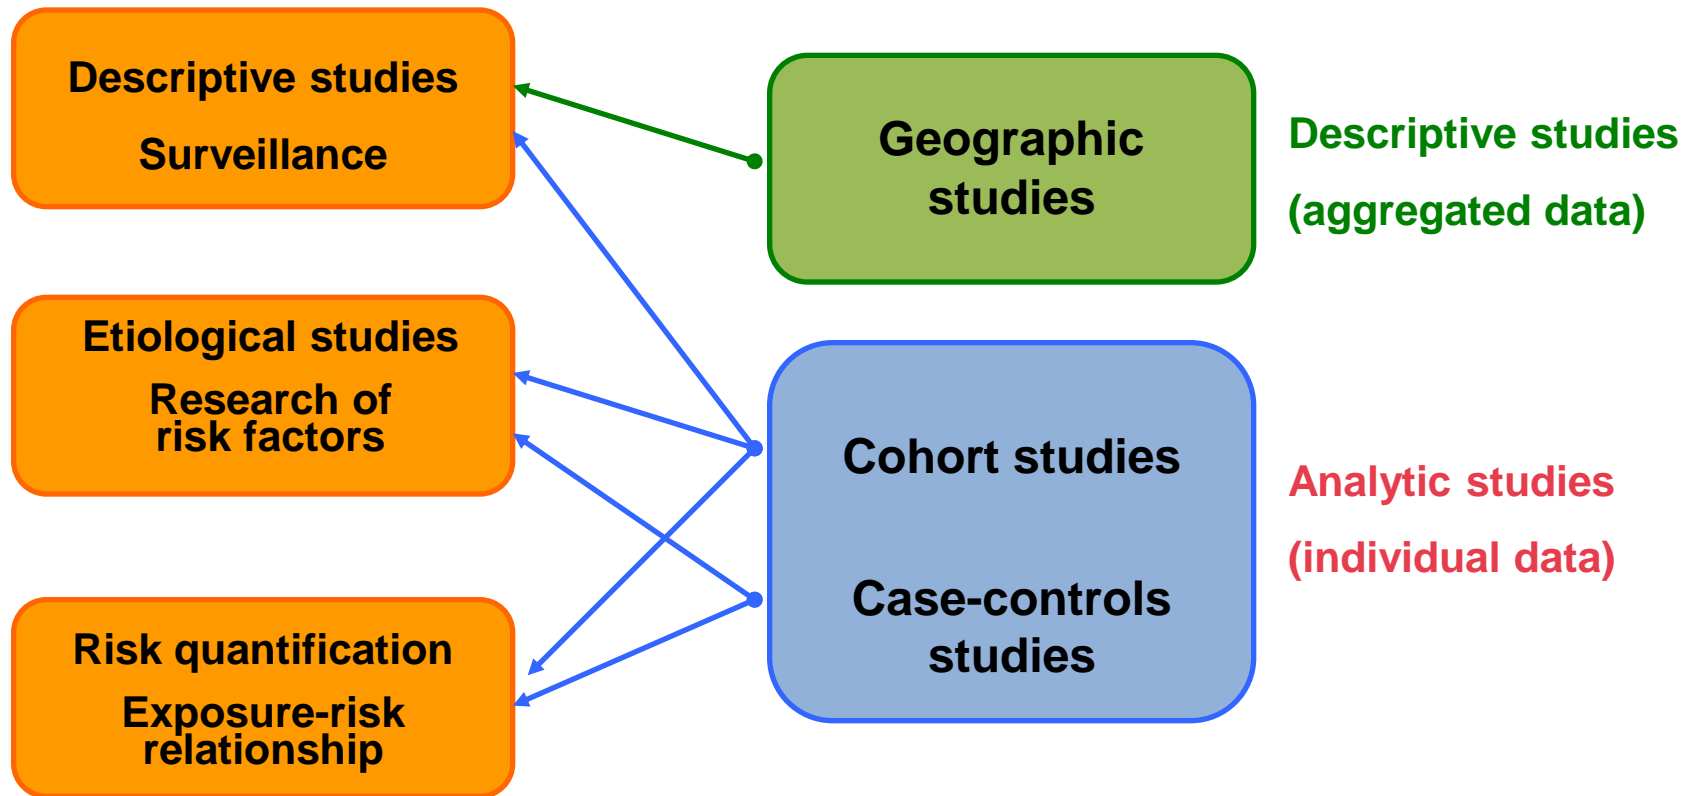 Descriptive studies
Surveillance
Etiological studies
Research of
risk factors
Risk quantification
Exposure-risk
relationship
Geographic
studies
Cohort studies
Case-controls
studies
Descriptive studies
(aggregated data)
Analytic studies
(individual data)